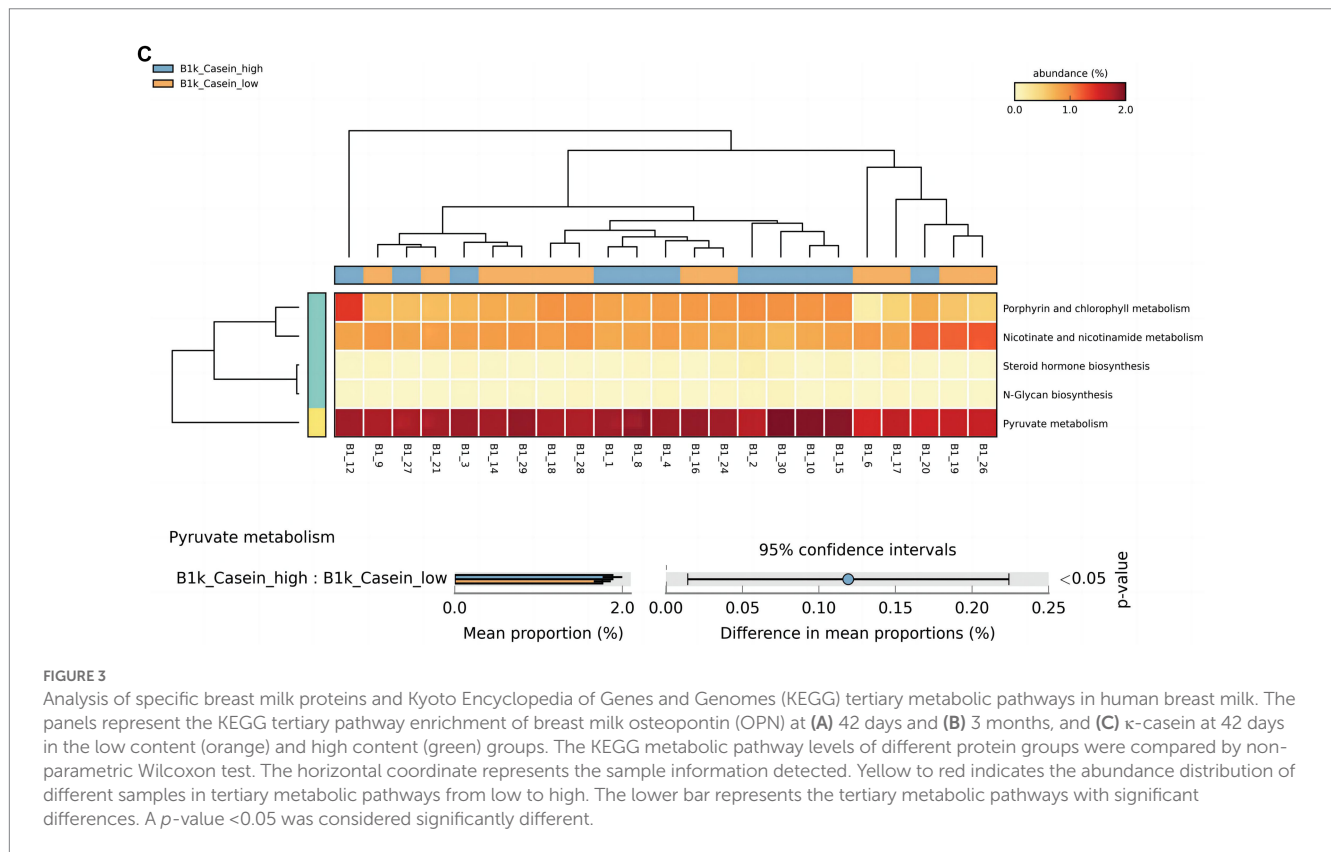 C
B1k_Casein_high
B1k_Casein_low
abundance (%)
0.0 1.0 2.0
Porphyrin and chlorophyll metabolism
Nicotinate and nicotinamide metabolism
Steroid hormone biosynthesis
N-Glycan biosynthesis
Pyruvate metabolism
B1_12 B1_9 B1_27 B1_21 B1_3 B1_14 B1_29 B1_18 B1_28 B1_1 B1_8 B1_4 B1_16 B1_24 B1_2 B1_30 B1_10 B1_15 B1_6 B1_17 B1_20 B1_19 B1_26
Pyruvate metabolism
95% confidence intervals
B1k_Casein_high : B1k_Casein_low
<0.05
p-value
0.0 2.0
0.00 0.05 0.10 0.15 0.20 0.25
Mean proportion (%)
Difference in mean proportions (%)
FIGURE 3
Analysis of specific breast milk proteins and Kyoto Encyclopedia of Genes and Genomes (KEGG) tertiary metabolic pathways in human breast milk. The
panels represent the KEGG tertiary pathway enrichment of breast milk osteopontin (OPN) at (A) 42 days and (B) 3 months, and (C) κ-casein at 42 days
in the low content (orange) and high content (green) groups. The KEGG metabolic pathway levels of different protein groups were compared by non-
parametric Wilcoxon test. The horizontal coordinate represents the sample information detected. Yellow to red indicates the abundance distribution of
different samples in tertiary metabolic pathways from low to high. The lower bar represents the tertiary metabolic pathways with significant
differences. A p-value <0.05 was considered significantly different.